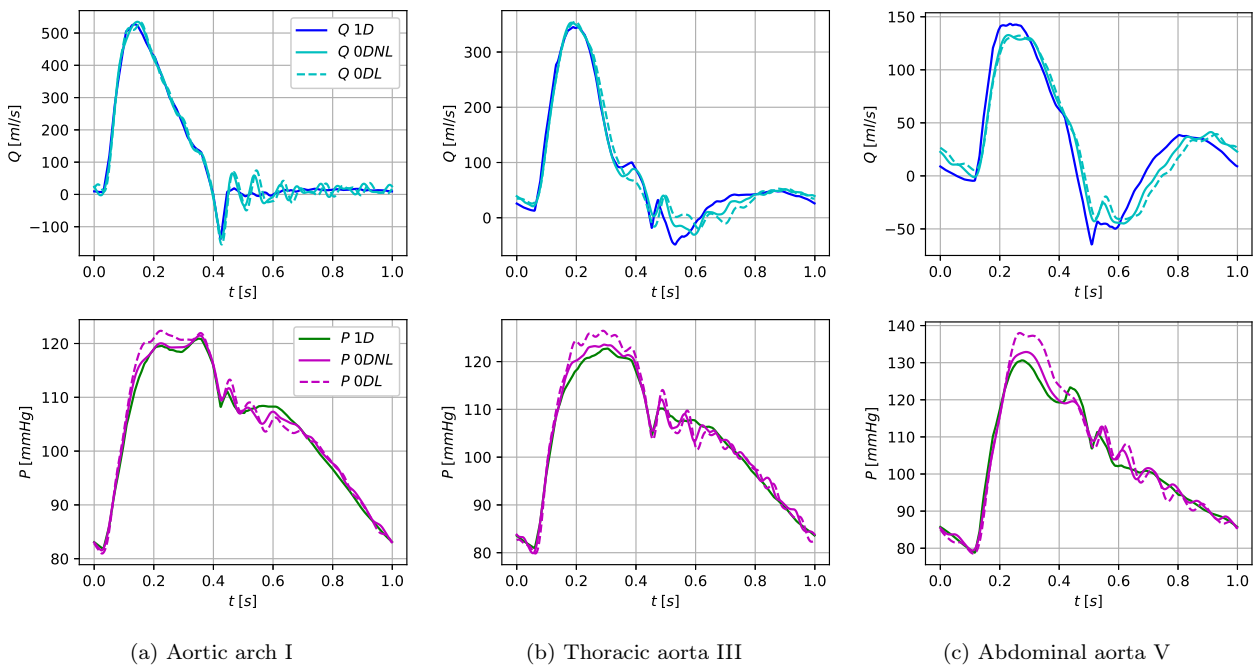 500
400
300
200
100
0
−100
Q [ml/s]
0.0 0.2 0.4 0.6 0.8 1.0
t [s]
Q 1D
Q 0DNL
Q 0DL
300
200
100
0
Q [ml/s]
0.0 0.2 0.4 0.6 0.8 1.0
t [s]
150
100
50
0
−50
Q [ml/s]
0.0 0.2 0.4 0.6 0.8 1.0
t [s]
120
110
100
90
80
P [mmHg]
0.0 0.2 0.4 0.6 0.8 1.0
t [s]
P 1D
P 0DNL
P 0DL
120
110
100
90
80
P [mmHg]
0.0 0.2 0.4 0.6 0.8 1.0
t [s]
140
130
120
110
100
90
80
P [mmHg]
0.0 0.2 0.4 0.6 0.8 1.0
t [s]
(a) Aortic arch I
(b) Thoracic aorta III
(c) Abdominal aorta V